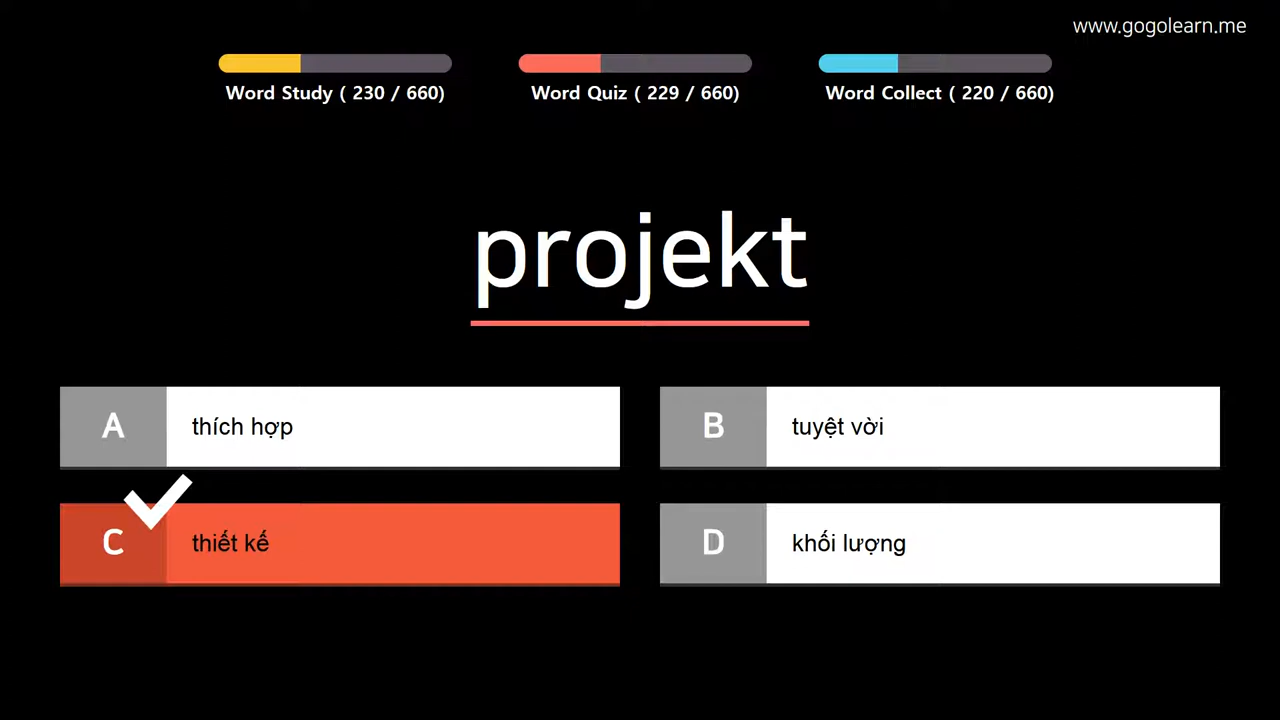 www.gogolearn.me
Word Study ( 230 / 660)
Word Quiz ( 229 / 660)
Word Collect ( 220 / 660)
projekt
A thích hợp
B tuyệt vời
C thiết kế
D khối lượng